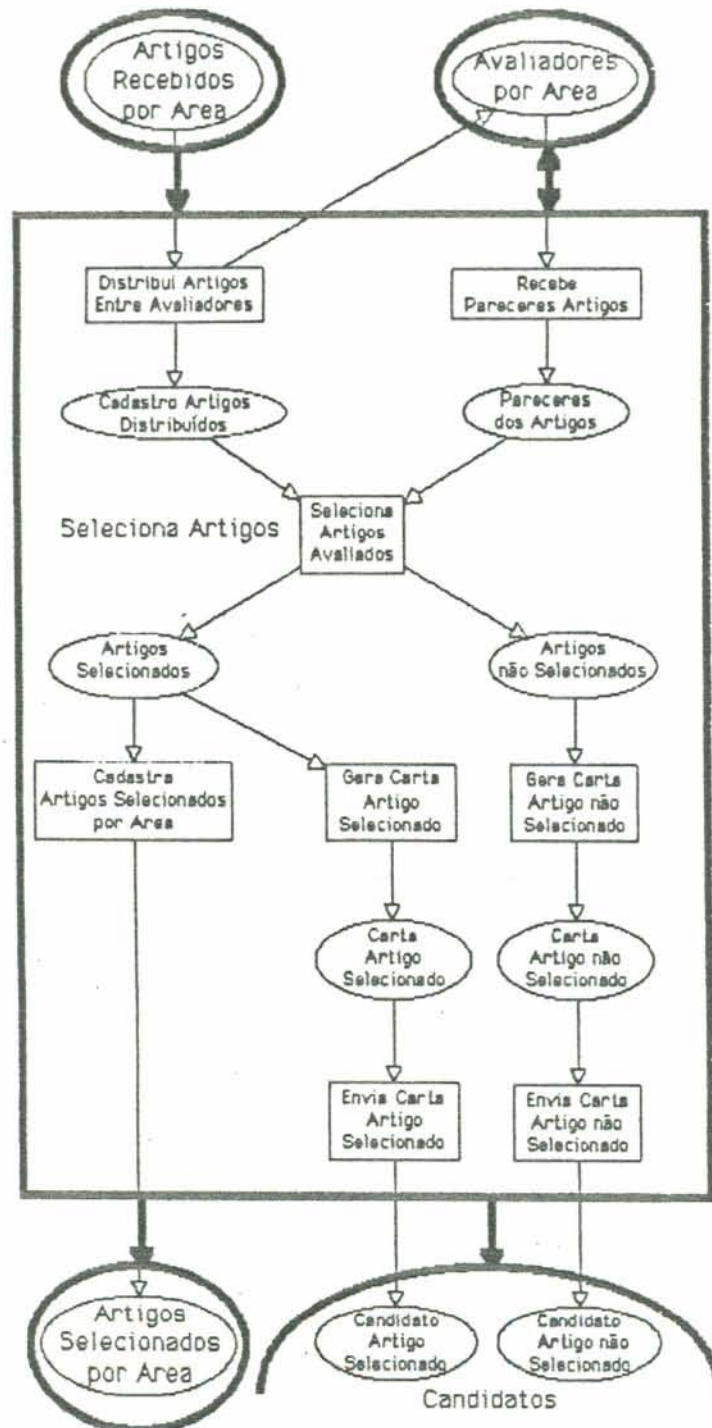 Artigos
Recebidos
por Area
Avaliadores
por Area
Distribui Artigos
Entre Avaliadores
Recebe
Pareceres Artigos
Cadastro Artigos
Distribuídos
Pareceres
dos Artigos
Seleciona Artigos
Seleciona
Artigos
Avaliados
Artigos
Selecionados
Artigos
não Selecionados
Cadastra
Artigos Selecionados
por Area
Gera Carta
Artigo
Selecionado
Gera Carta
Artigo não
Selecionado
Carta
Artigo
Selecionado
Carta
Artigo não
Selecionado
Envia Carta
Artigo
Selecionado
Envia Carta
Artigo não
Selecionado
Artigos
Selecionados
por Area
Candidato
Artigo
Selecionado
Candidato
Artigo não
Selecionado
Candidatos